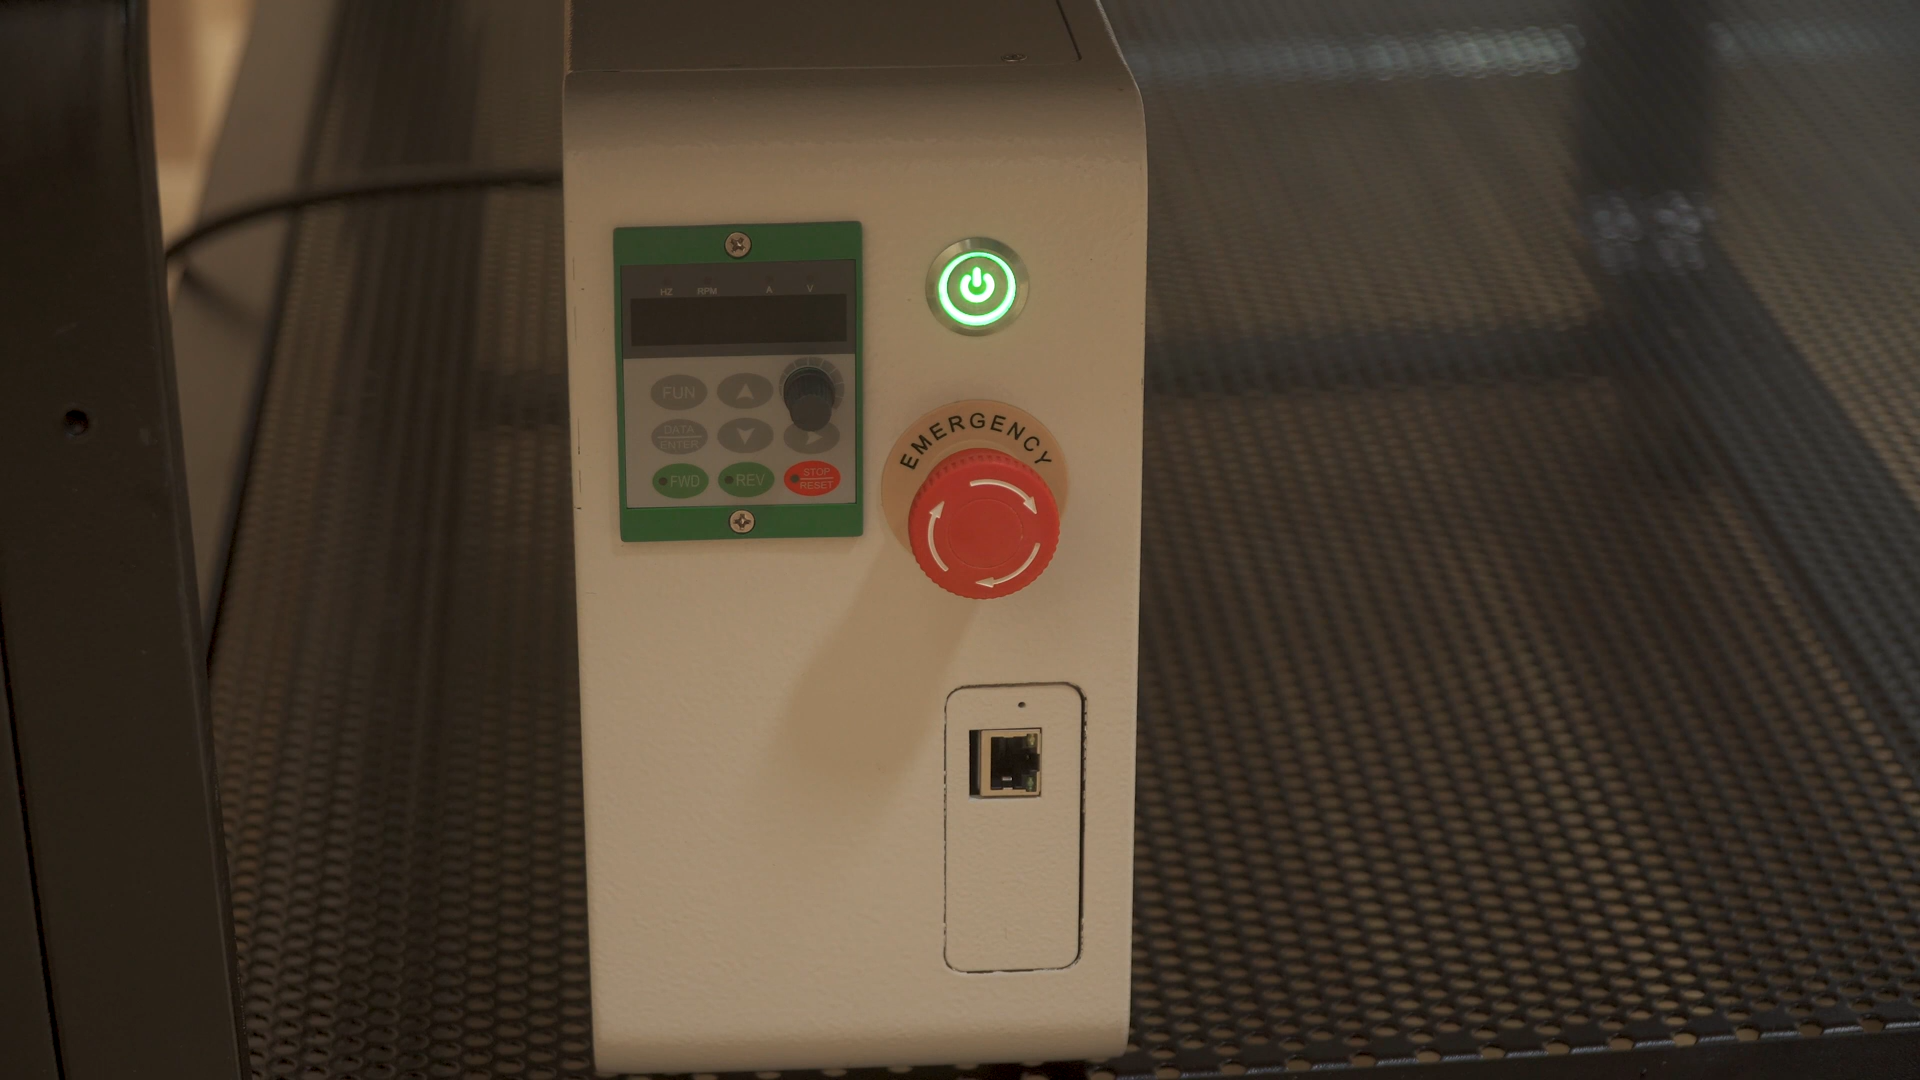 HZ RPM A V
FUN
DATA
ENTER
FWD REV STOP
RESET
EMERGENCY